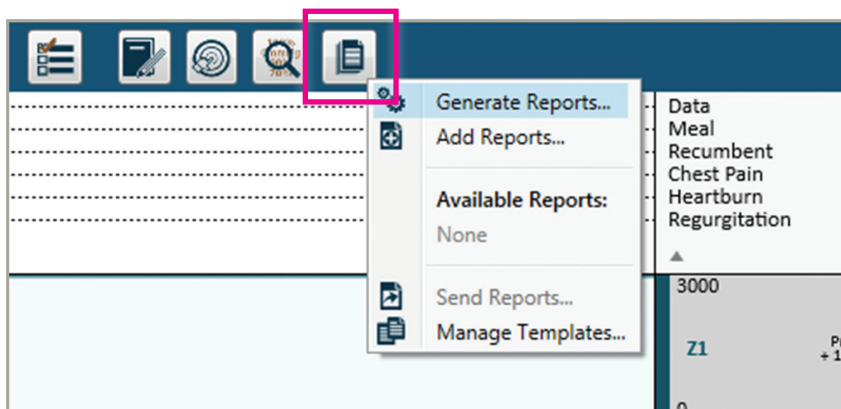 Generate Reports...
Add Reports...
Available Reports:
None
Send Reports...
Manage Templates...
Data
Meal
Recumbent
Chest Pain
Heartburn
Regurgitation
3000
Z1